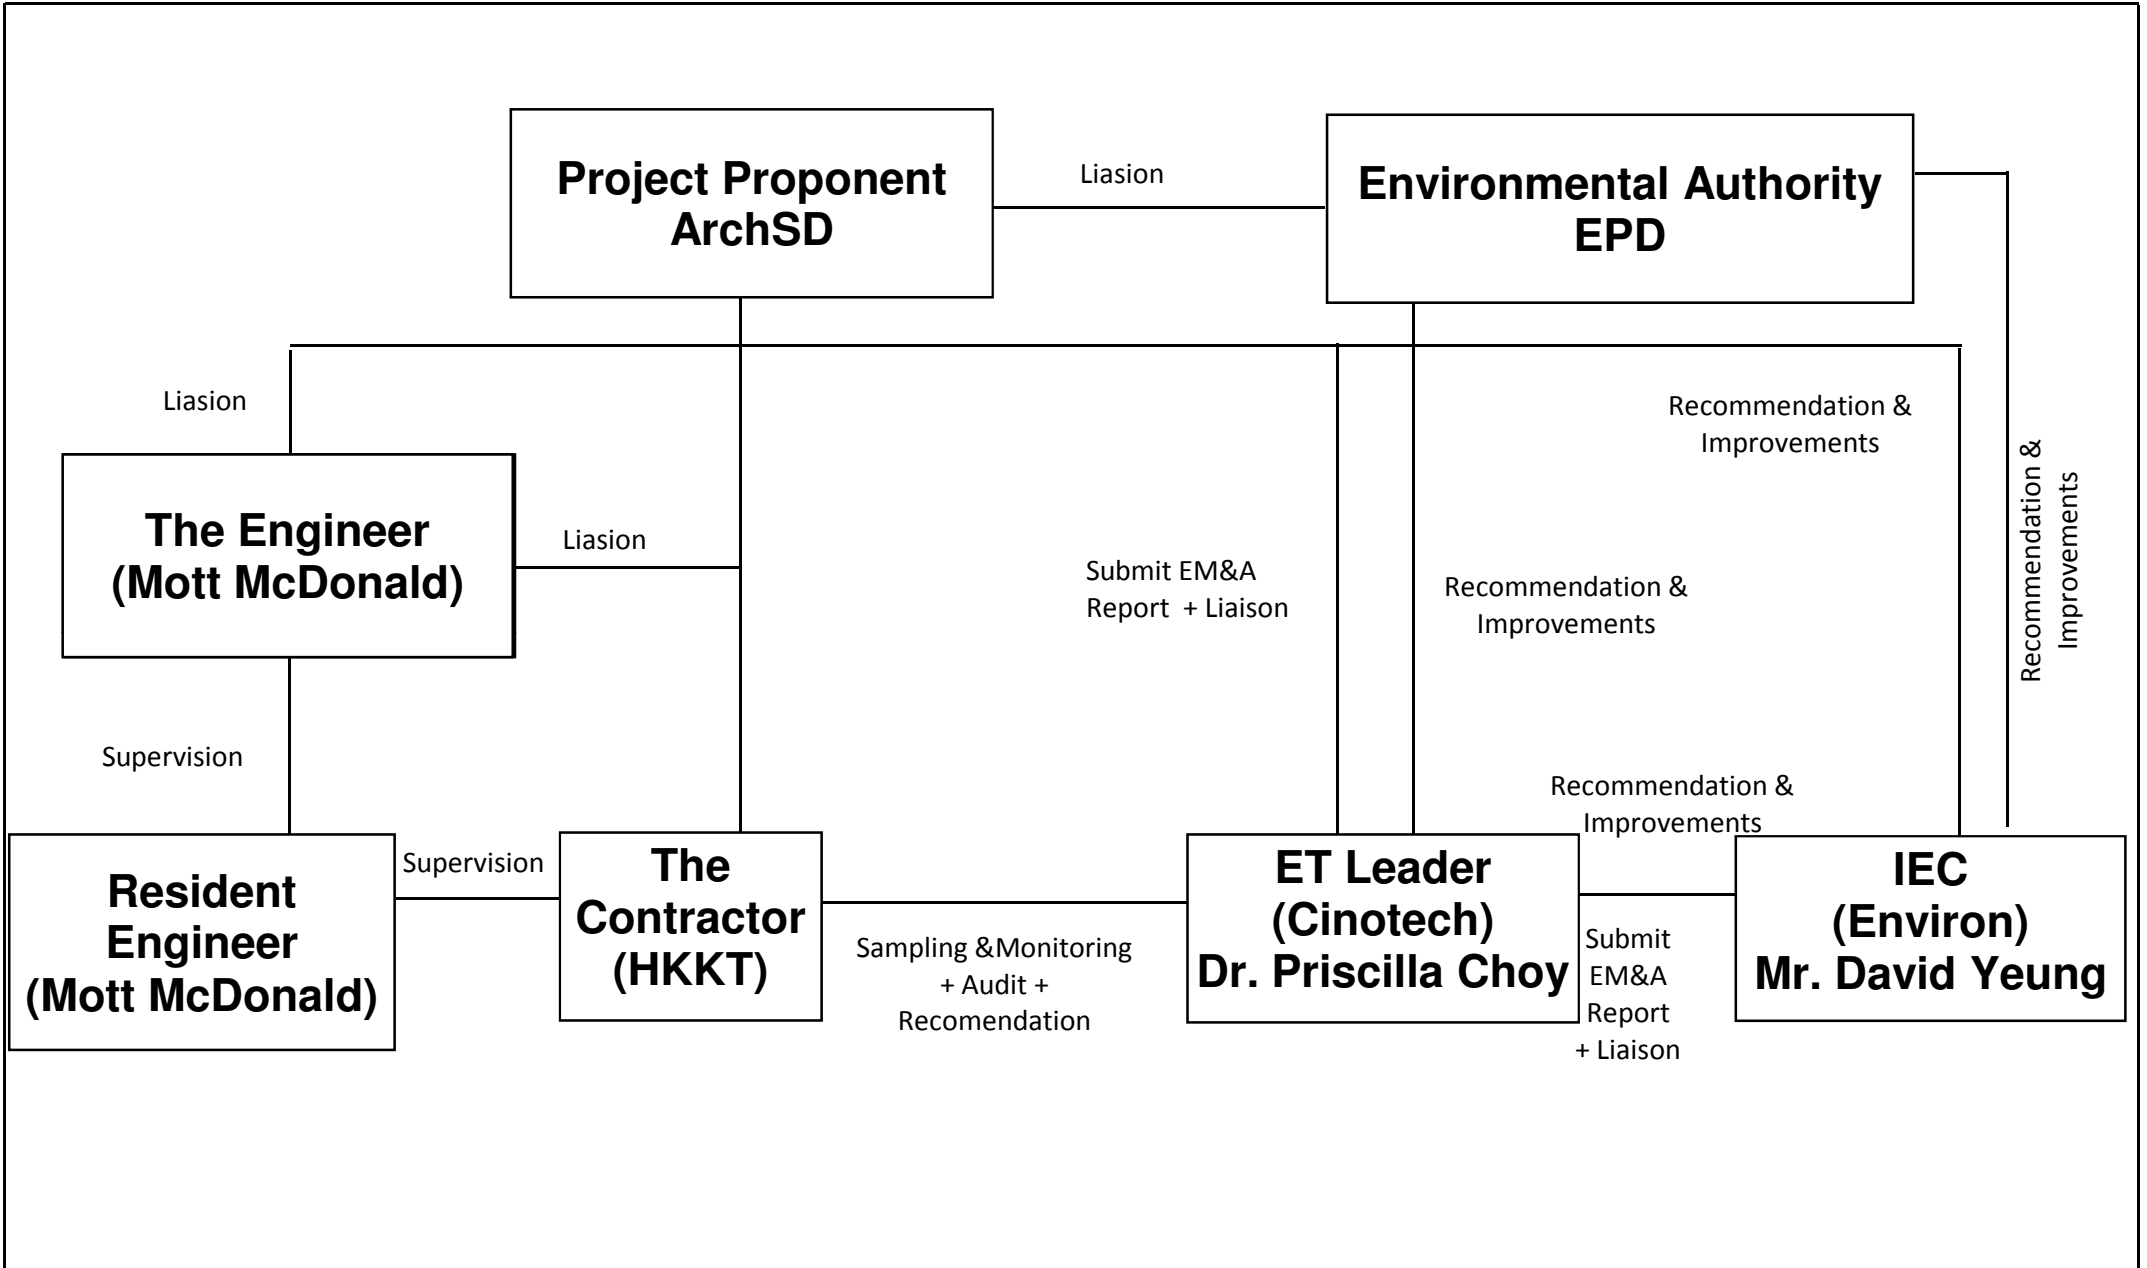 Project Proponent
ArchSD
Liasion
Environmental Authority
EPD
Liasion
Recommendation &
Improvements
Recommendation &
Improvements
The Engineer
(Mott McDonald)
Liasion
Submit EM&A
Report + Liaison
Recommendation &
Improvements
Supervision
Recommendation &
Improvements
Resident
Engineer
(Mott McDonald)
Supervision
The
Contractor
(HKKT)
Sampling &Monitoring
+ Audit +
Recomendation
ET Leader
(Cinotech)
Dr. Priscilla Choy
Submit
EM&A
Report
+ Liaison
IEC
(Environ)
Mr. David Yeung